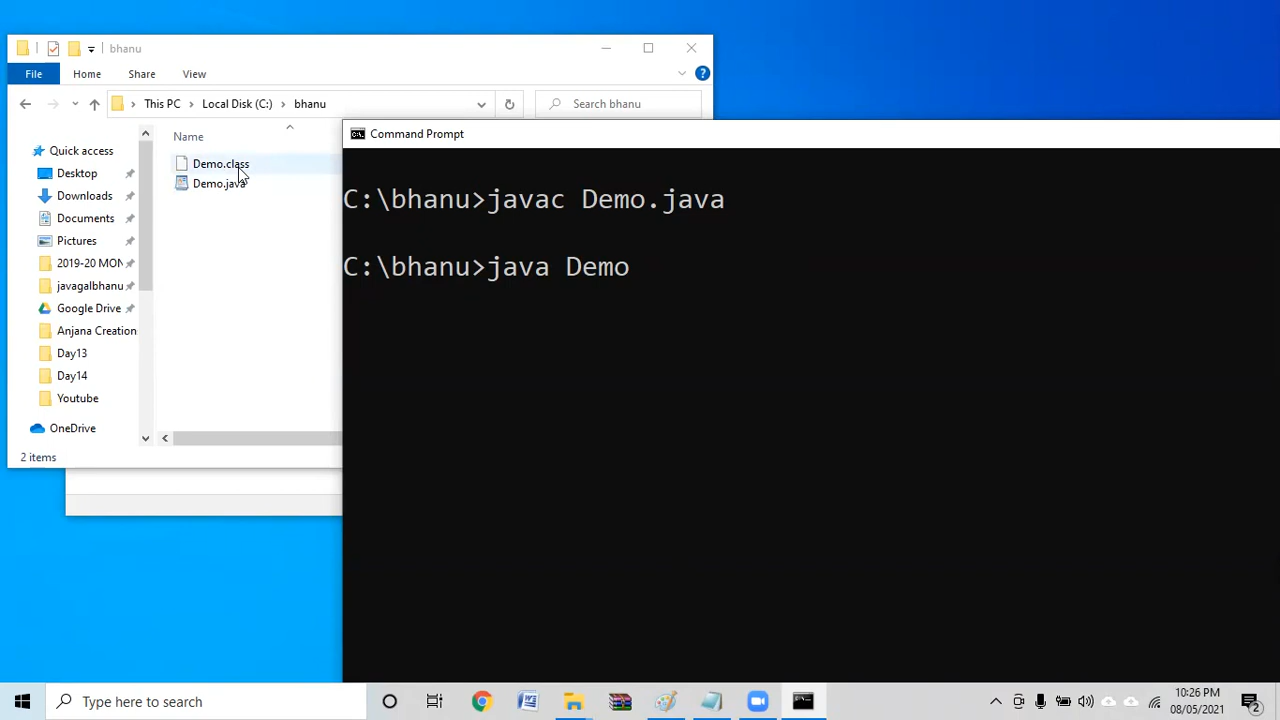 bhanu
File Home Share View
This PC Local Disk (C:) bhanu
Search bhanu
Name
Quick access
Desktop
Downloads
Documents
Pictures
2019-20 MON
javagalbhanu
Google Drive
Anjana Creation
Day13
Day14
Youtube
OneDrive
2 items
Demo.class
Demo.java
Command Prompt
C:\bhanu>javac Demo.java
C:\bhanu>java Demo
Type here to search
10:26 PM
08/05/2021
2